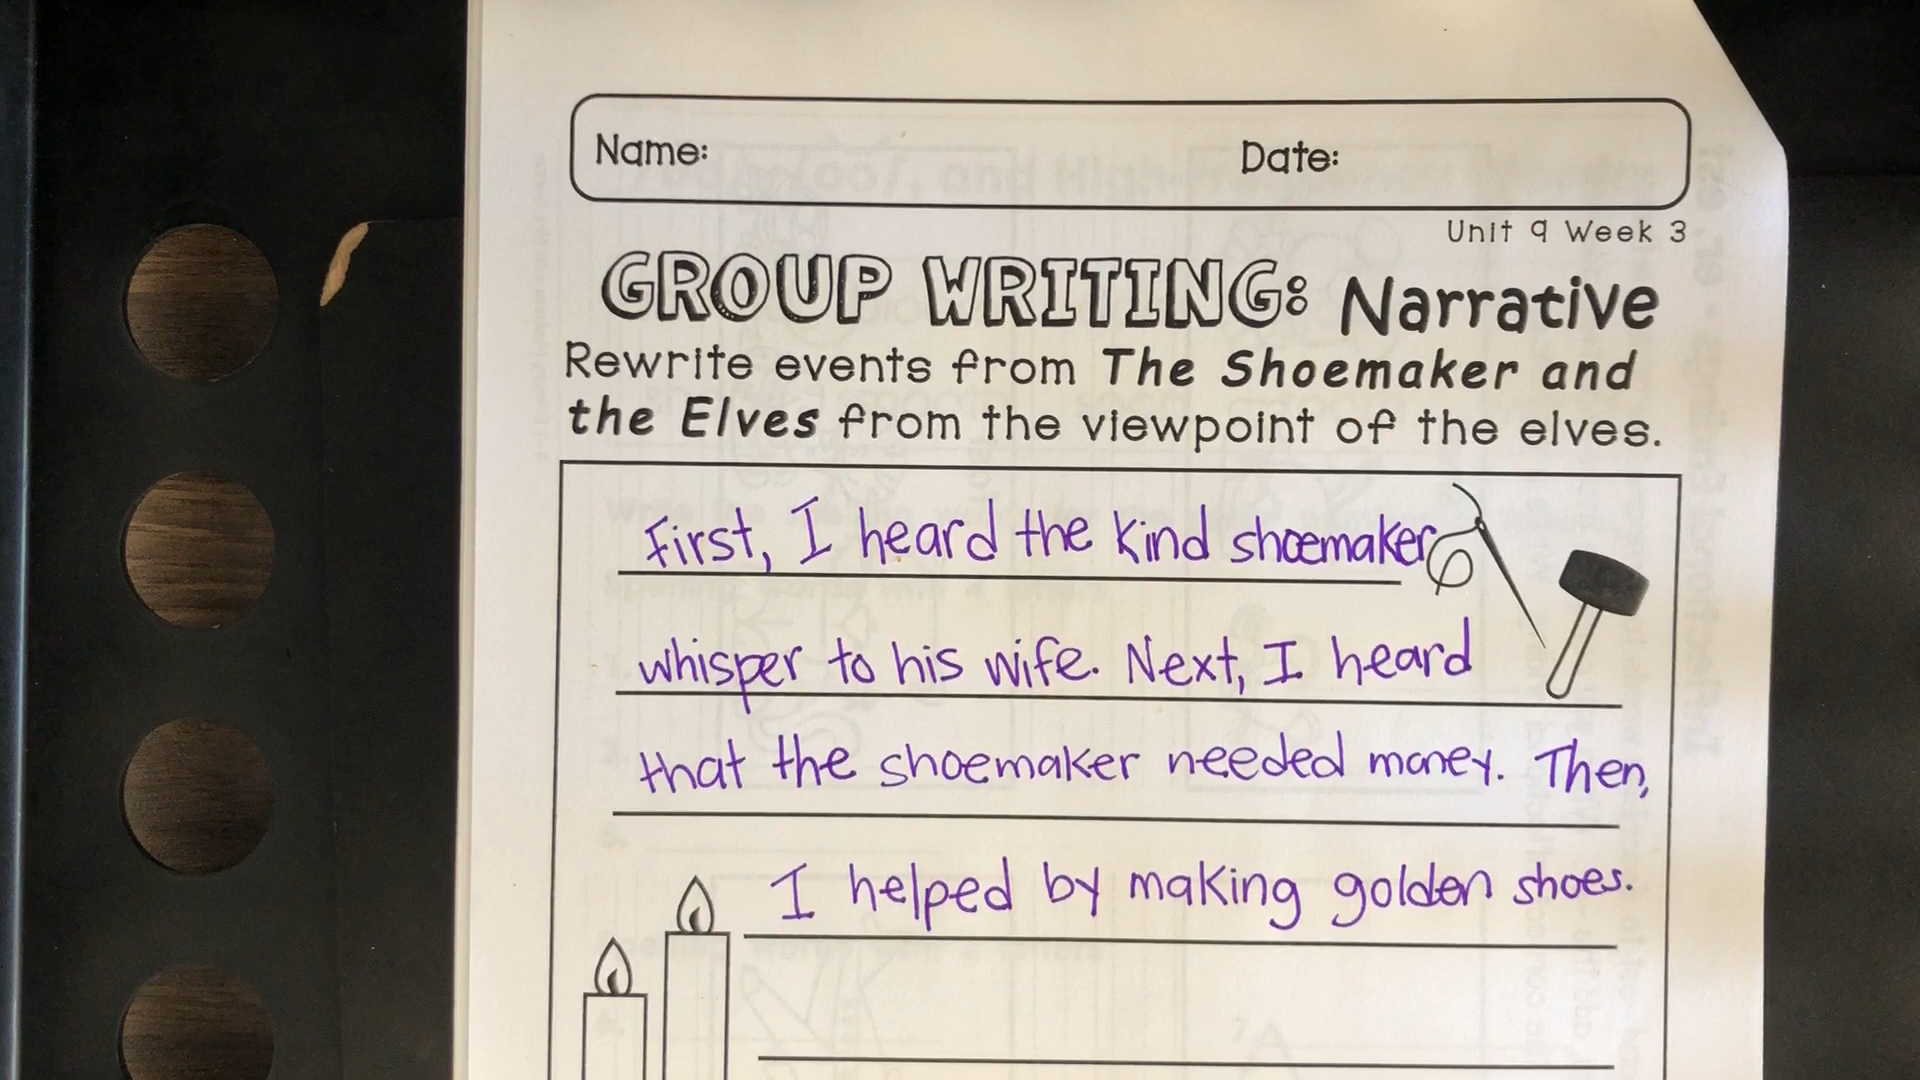 Name: Date:
Unit 9 Week 3
GROUP WRITING: Narrative
Rewrite events from The Shoemaker and
the Elves from the viewpoint of the elves.
First, I heard the kind shoemaker
whisper to his wife. Next, I heard
that the shoemaker needed money. Then,
I helped by making golden shoes.